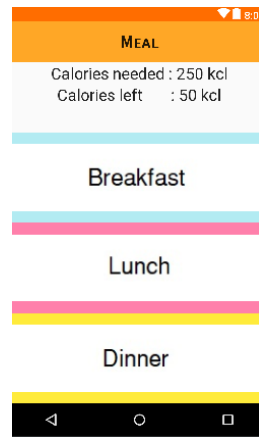 MEAL
Calories needed : 250 kcl
Calories left : 50 kcl
Breakfast
Lunch
Dinner